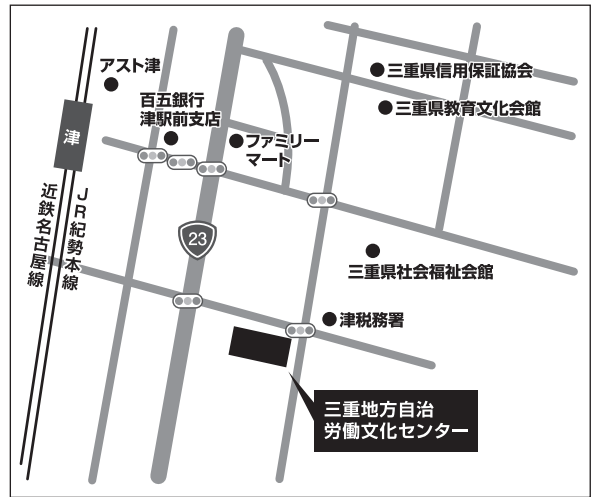 アスト津
三重県信用保証協会
百五銀行
津駅前支店
三重県教育文化会館
津
ファミリー
マート
近鉄名古屋線
JR紀勢本線
23
三重県社会福祉会館
津税務署
三重地方自治
労働文化センター